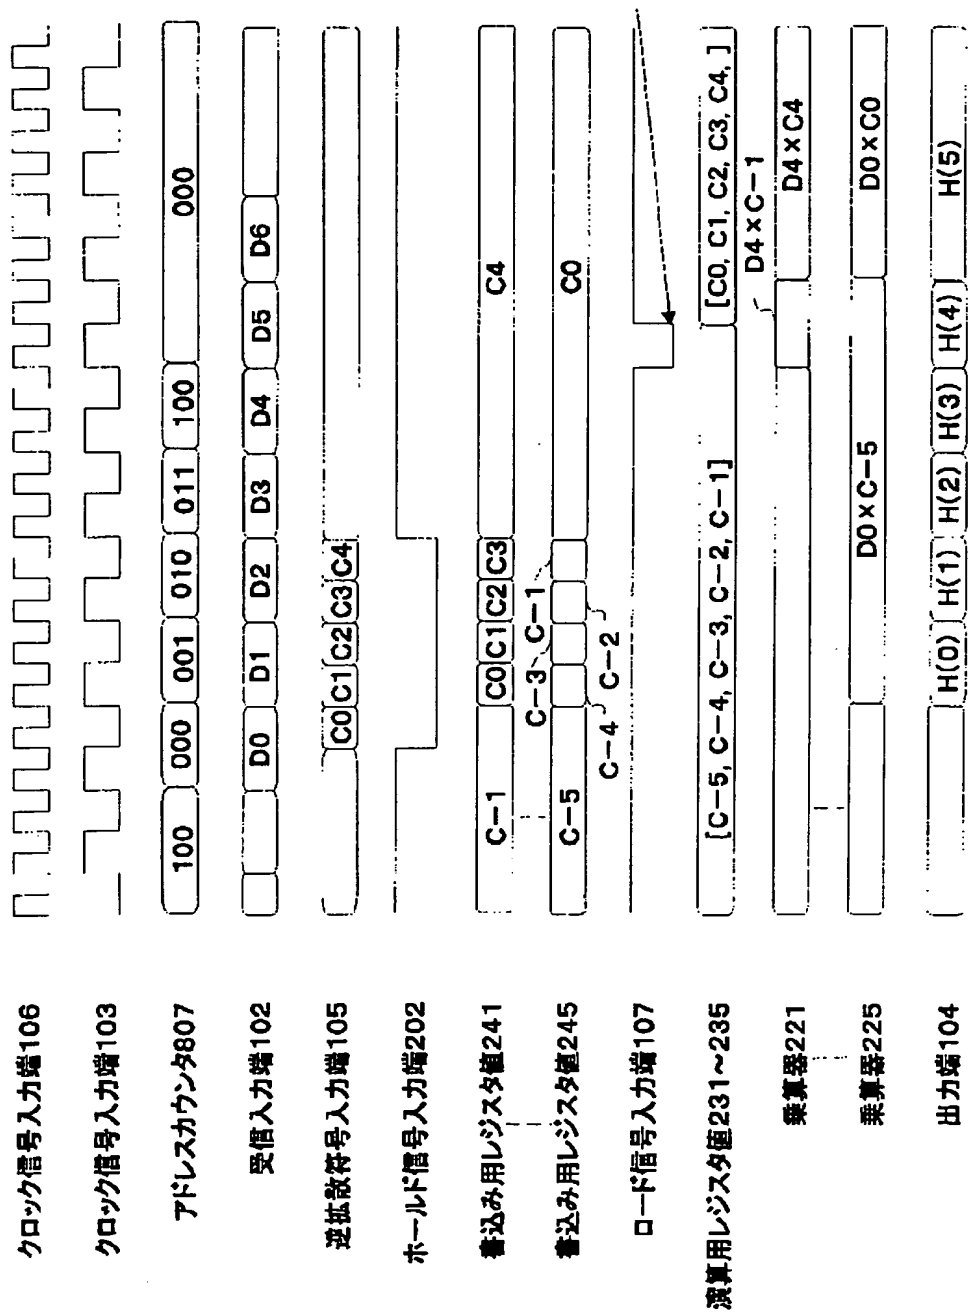 クロック信号入力端106
クロック信号入力端103
アドレスカウンタ807
100 000 001 010 011 100 000
受信入力端102
D0 D1 D2 D3 D4 D5 D6
逆拡散符号入力端105
C0 C1 C2 C3 C4
ホールド信号入力端202
書込み用レジスタ値241
C−1 C0 C1 C2 C3 C4
C−3 C−1
書込み用レジスタ値245
C−5 C0
C−4 C−2
ロード信号入力端107
演算用レジスタ値231~235
[C−5, C−4, C−3, C−2, C−1] [C0, C1, C2, C3, C4, ]
D4×C−1
乗算器221
D4×C4
乗算器225
D0×C−5 D0×C0
出力端104
H(0) H(1) H(2) H(3) H(4) H(5)